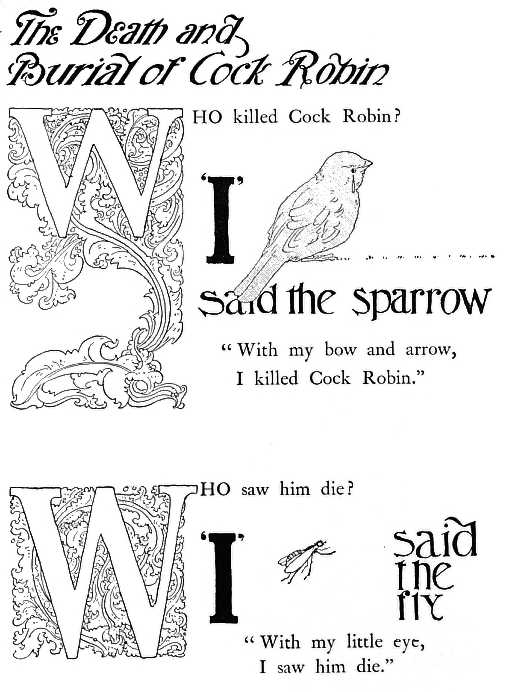 The Death and
Burial of Cock Robin
WHO killed Cock Robin?
"I"
said the sparrow
"With my bow and arrow,
I killed Cock Robin."
WHO saw him die?
"I"
said
the
fly
"With my little eye,
I saw him die."